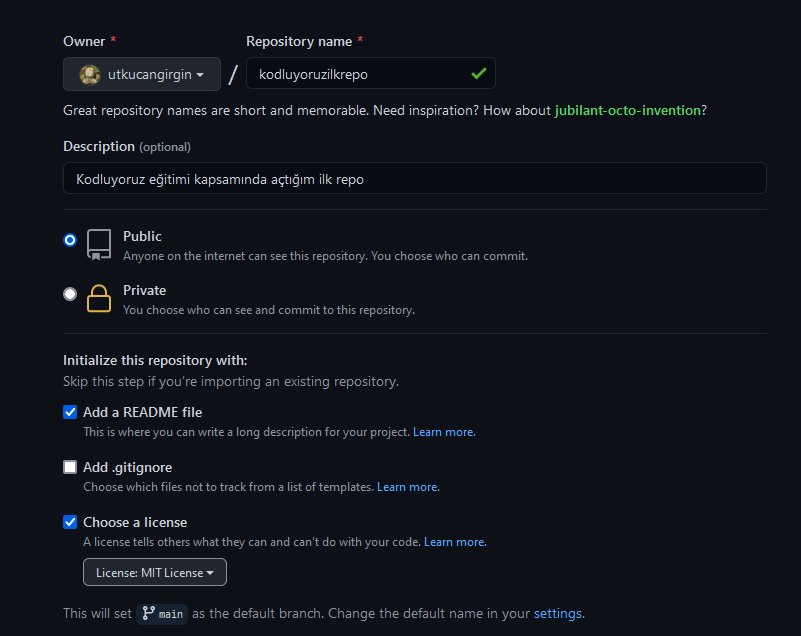 Owner * Repository name *
utkucangirgin / kodluyoruzilkrepo
Great repository names are short and memorable. Need inspiration? How about jubilant-octo-invention?
Description (optional)
Kodluyoruz eğitimi kapsamında açtığım ilk repo
Public
Anyone on the internet can see this repository. You choose who can commit.
Private
You choose who can see and commit to this repository.
Initialize this repository with:
Skip this step if you're importing an existing repository.
Add a README file
This is where you can write a long description for your project. Learn more.
Add .gitignore
Choose which files not to track from a list of templates. Learn more.
Choose a license
A license tells others what they can and can't do with your code. Learn more.
License: MIT License
This will set main as the default branch. Change the default name in your settings.